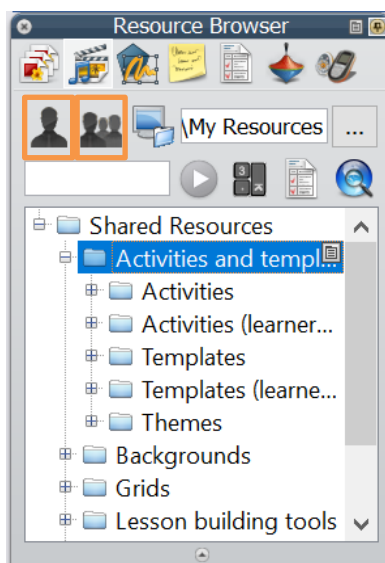 Resource Browser
\My Resources
...
Shared Resources
Activities and templ...
Activities
Activities (learner...
Templates
Templates (learne...
Themes
Backgrounds
Grids
Lesson building tools